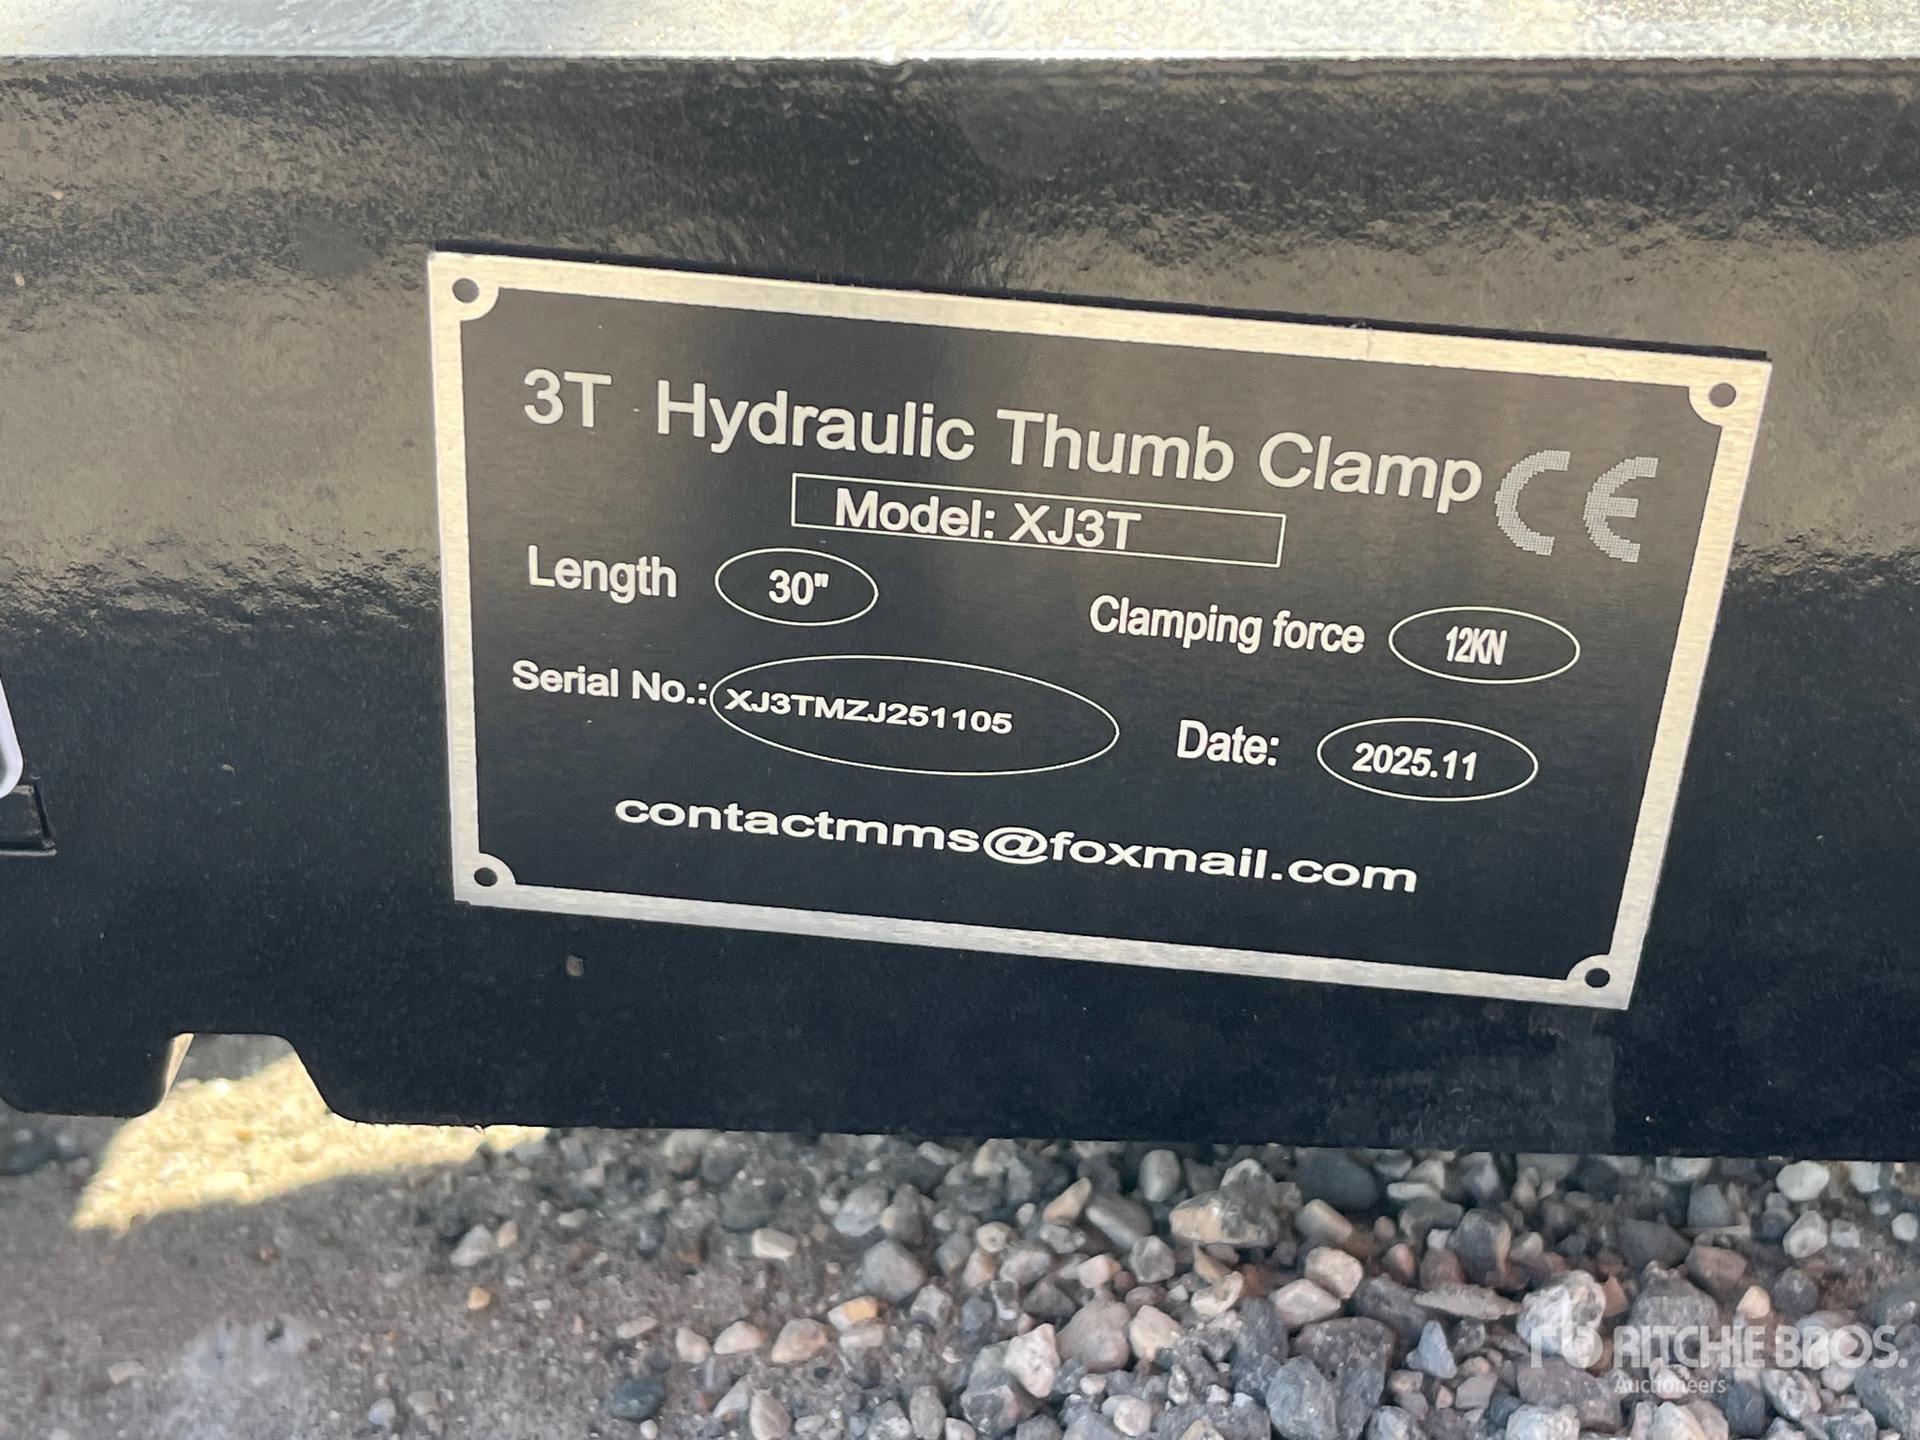 3T Hydraulic Thumb Clamp CE
Model: XJ3T
Length 30"
Clamping force 12KN
Serial No.: XJ3TMZJ251105
Date: 2025.11
contactmms@foxmail.com
RITCHIE BROS.
Auctioneers